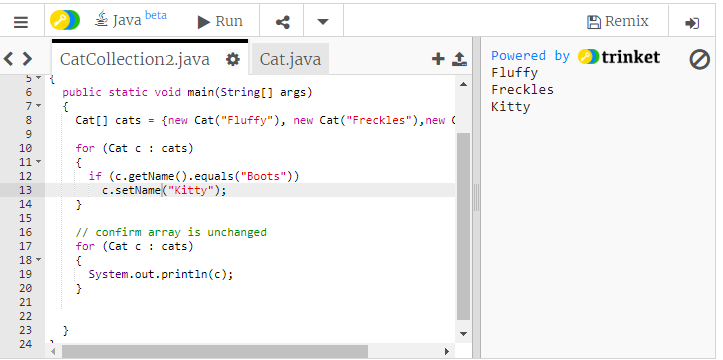 Java beta Run Remix
CatCollection2.java Cat.java
Powered by trinket
Fluffy
Freckles
Kitty
5 {
6 public static void main(String[] args)
7 {
8 Cat[] cats = {new Cat("Fluffy"), new Cat("Freckles"),new
9
10 for (Cat c : cats)
11 {
12 if (c.getName().equals("Boots"))
13 c.setName("Kitty");
14 }
15
16 // confirm array is unchanged
17 for (Cat c : cats)
18 {
19 System.out.println(c);
20 }
21
22
23 }
24